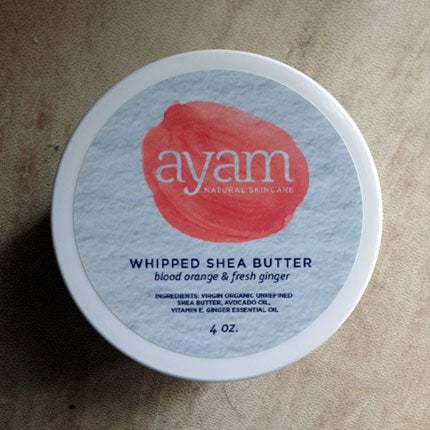 ayam
NATURAL SKINCARE
WHIPPED SHEA BUTTER
blood orange & fresh ginger
INGREDIENTS: VIRGIN ORGANIC UNREFINED
SHEA BUTTER, AVOCADO OIL,
VITAMIN E, GINGER ESSENTIAL OIL
4 oz.